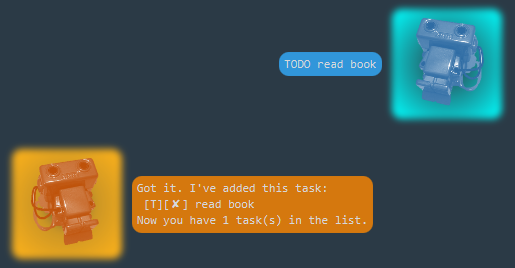 TODO read book
Got it. I've added this task:
[T][✘] read book
Now you have 1 task(s) in the list.